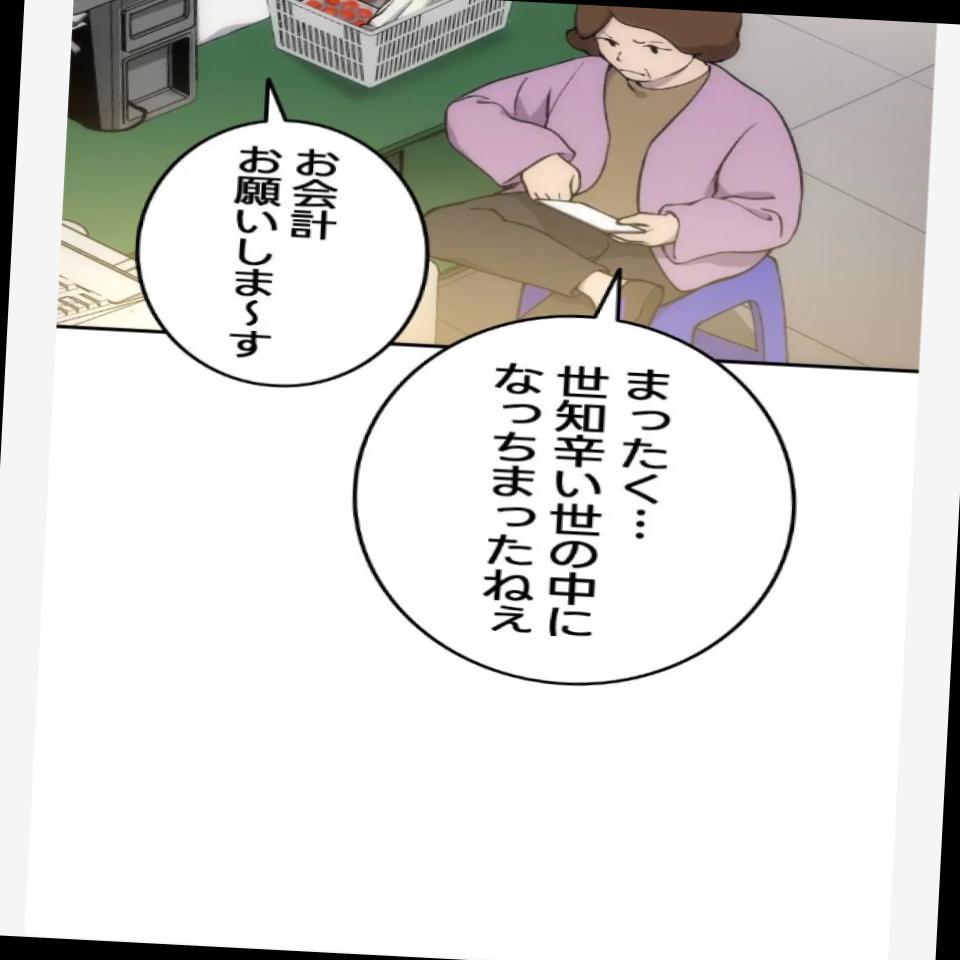 お会計
お願いしま〜す
まったく…
世知辛い世の中に
なっちまったねぇ